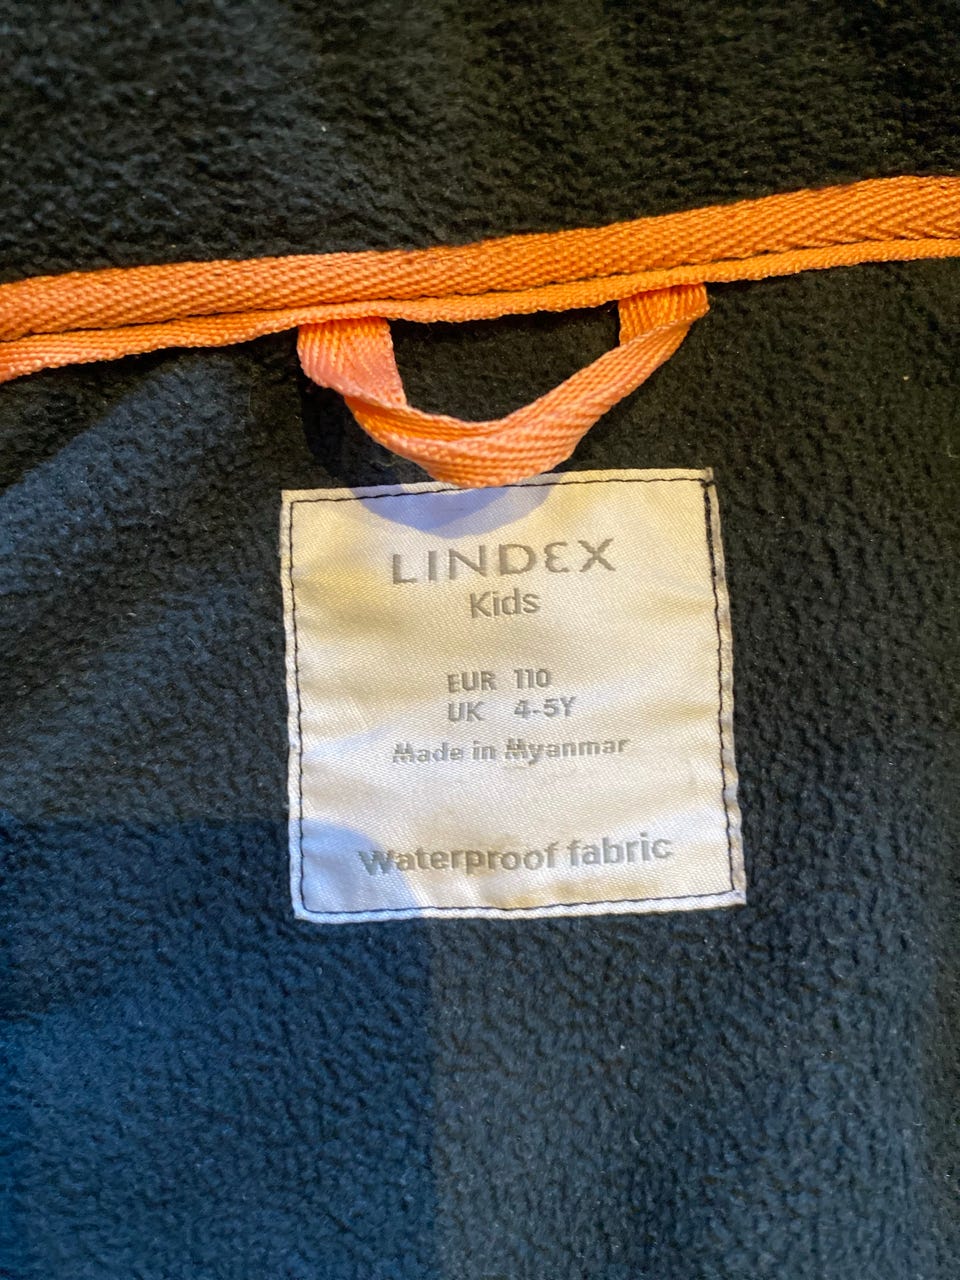 LINDEX
Kids
EUR 110
UK 4-5Y
Made in Myanmar
Waterproof fabric